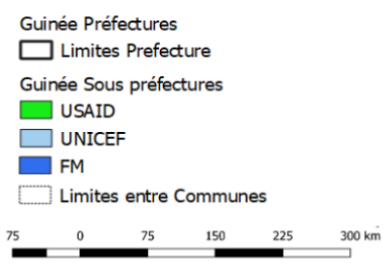 Guinée Préfectures
Limites Prefecture
Guinée Sous préfectures
USAID
UNICEF
FM
Limites entre Communes
75 0 75 150 225 300 km